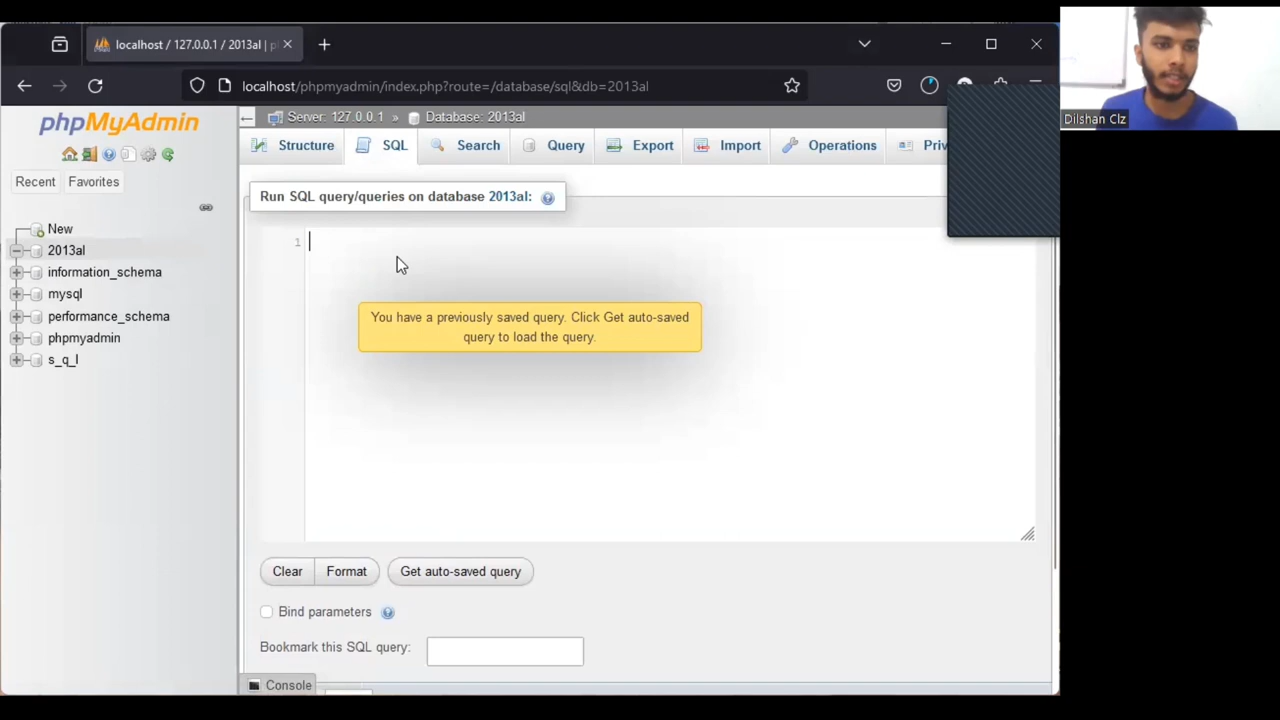 localhost / 127.0.0.1 / 2013al | p
localhost/phpmyadmin/index.php?route=/database/sql&db=2013al
phpMyAdmin
Recent
Favorites
New
2013al
information_schema
mysql
performance_schema
phpmyadmin
s_q_l
Server: 127.0.0.1 » Database: 2013al
Structure
SQL
Search
Query
Export
Import
Operations
Priv
Run SQL query/queries on database 2013al:
1
You have a previously saved query. Click Get auto-saved
query to load the query.
Clear
Format
Get auto-saved query
Bind parameters
Bookmark this SQL query:
Console
Dilshan Clz